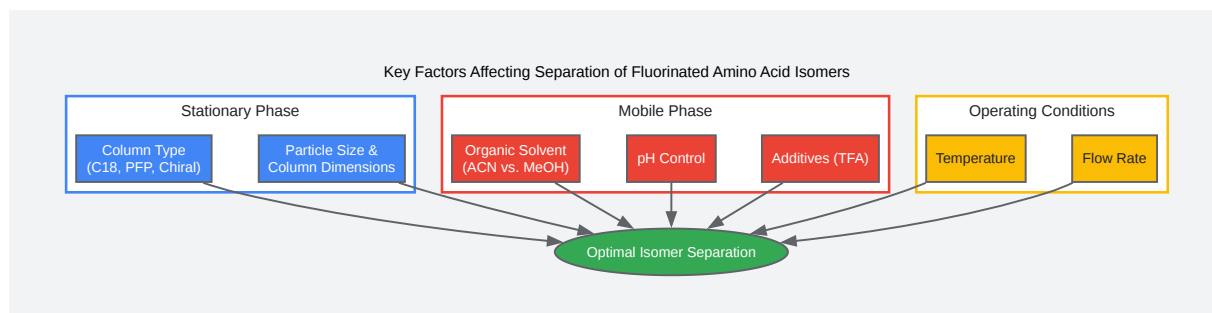 Key Factors Affecting Separation of Fluorinated Amino Acid Isomers
Stationary Phase
Column Type
(C18, PFP, Chiral)
Particle Size &
Column Dimensions
Mobile Phase
Organic Solvent
(ACN vs. MeOH)
pH Control
Additives (TFA)
Operating Conditions
Temperature
Flow Rate
Optimal Isomer Separation